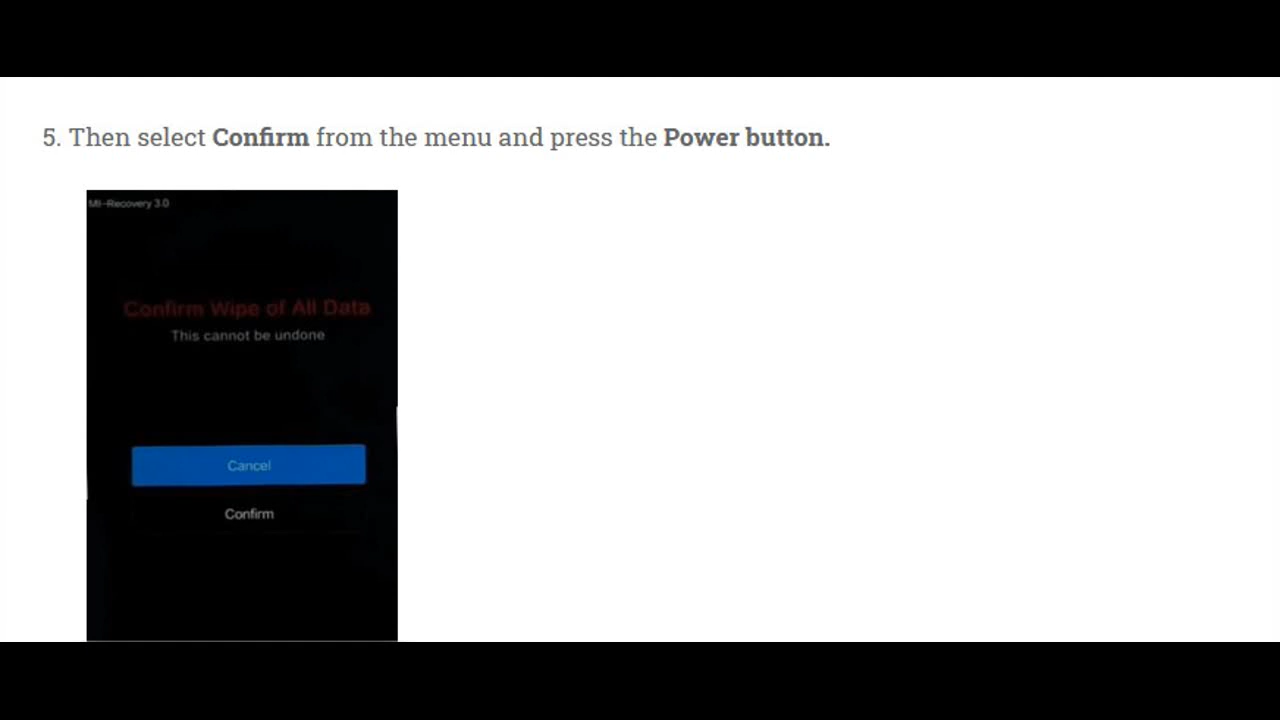 5. Then select Confirm from the menu and press the Power button.
MI-Recovery 3.0
Confirm Wipe of All Data
This cannot be undone
Cancel
Confirm